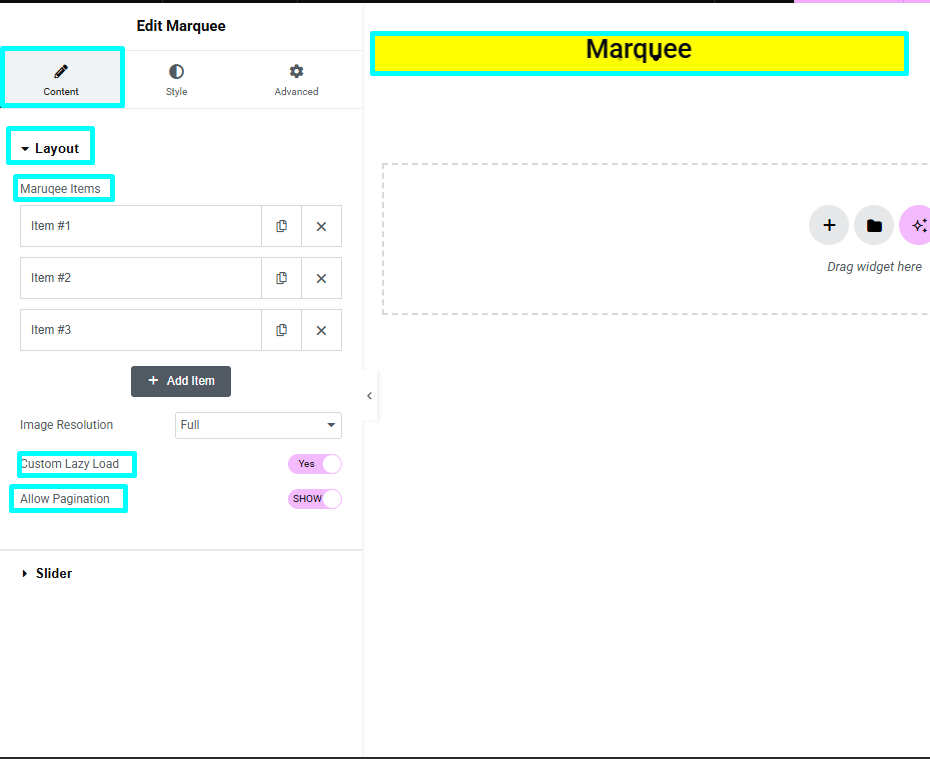 Edit Marquee
Content
Style
Advanced
Layout
Maruqee Items
Item #1
Item #2
Item #3
Add Item
Image Resolution
Full
Custom Lazy Load
Yes
Allow Pagination
SHOW
Slider
Marquee
Drag widget here